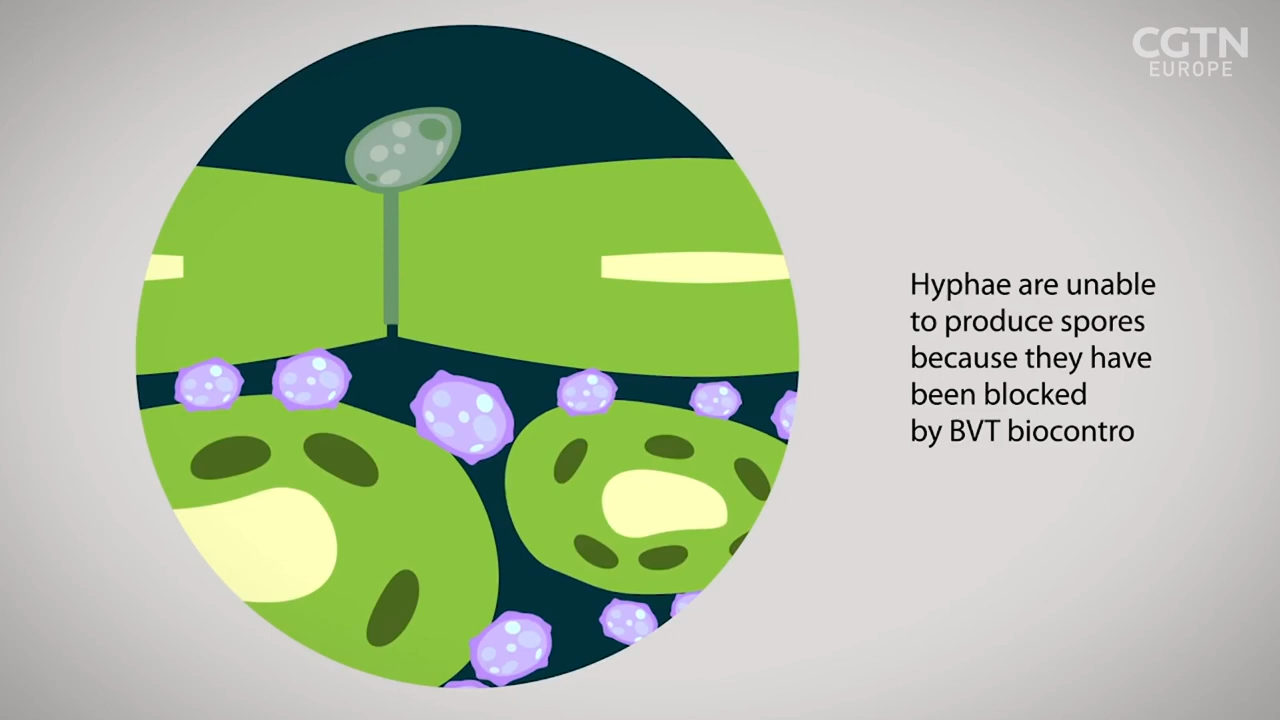 CGTN
EUROPE
Hyphae are unable
to produce spores
because they have
been blocked
by BVT biocontro